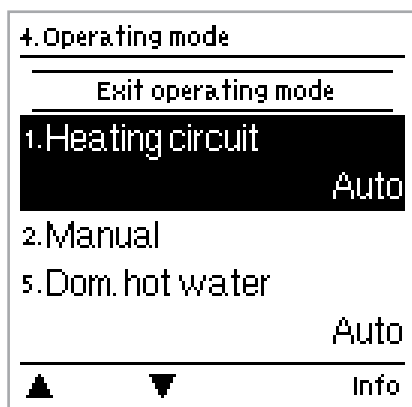 4.Operating mode
Exit operating mode
1.Heating circuit
Auto
2.Manual
5.Dom. hot water
Auto
▲ ▼ Info